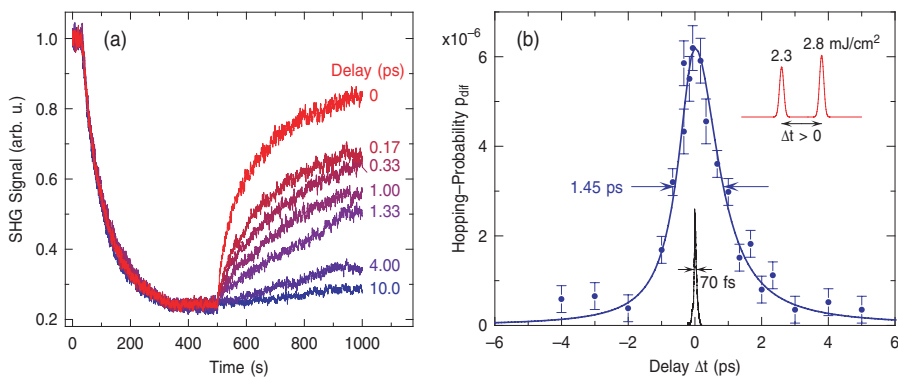 (a)
SHG Signal (arb. u.)
1.0
0.8
0.6
0.4
0.2
Delay (ps)
0
0.17
0.33
1.00
1.33
4.00
10.0
0 200 400 600 800 1000
Time (s)
(b)
x10⁻⁶
Hopping–Probability p_dif
6
4
2
0
2.3 2.8 mJ/cm²
Δt > 0
1.45 ps
70 fs
−6 −4 −2 0 2 4 6
Delay Δt (ps)